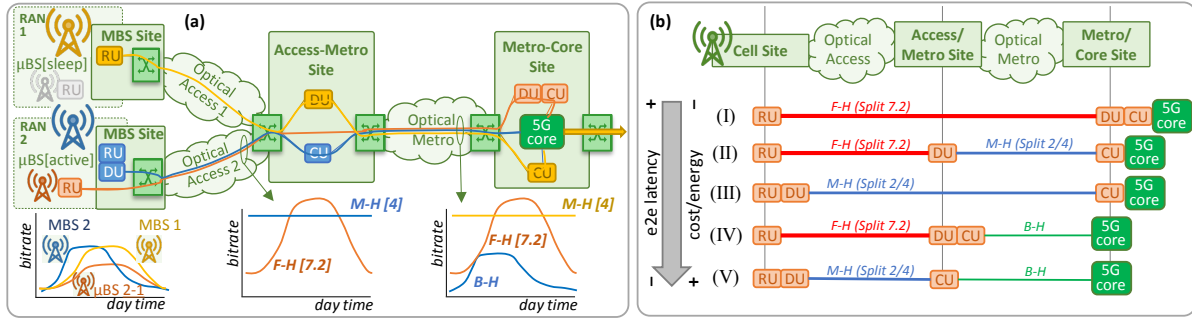 (a)
RAN
1
MBS Site
RU
µBS[sleep]
RU
Optical
Access 1
RAN
2
MBS Site
RU
DU
µBS[active]
RU
Optical
Access 2
Access-Metro
Site
DU
CU
Optical
Metro
Metro-Core
Site
DU CU
5G
core
CU
bitrate
MBS 2
MBS 1
µBS 2-1
day time
bitrate
M-H [4]
F-H [7.2]
day time
bitrate
M-H [4]
F-H [7.2]
B-H
day time
(b)
Cell Site
Optical
Access
Access/
Metro Site
Optical
Metro
Metro/
Core Site
+ −
e2e latency
cost/energy
− +
(I) RU F-H (Split 7.2) DU CU 5G core
(II) RU F-H (Split 7.2) DU M-H (Split 2/4) CU 5G core
(III) RU DU M-H (Split 2/4) CU 5G core
(IV) RU F-H (Split 7.2) DU CU B-H 5G core
(V) RU DU M-H (Split 2/4) CU B-H 5G core